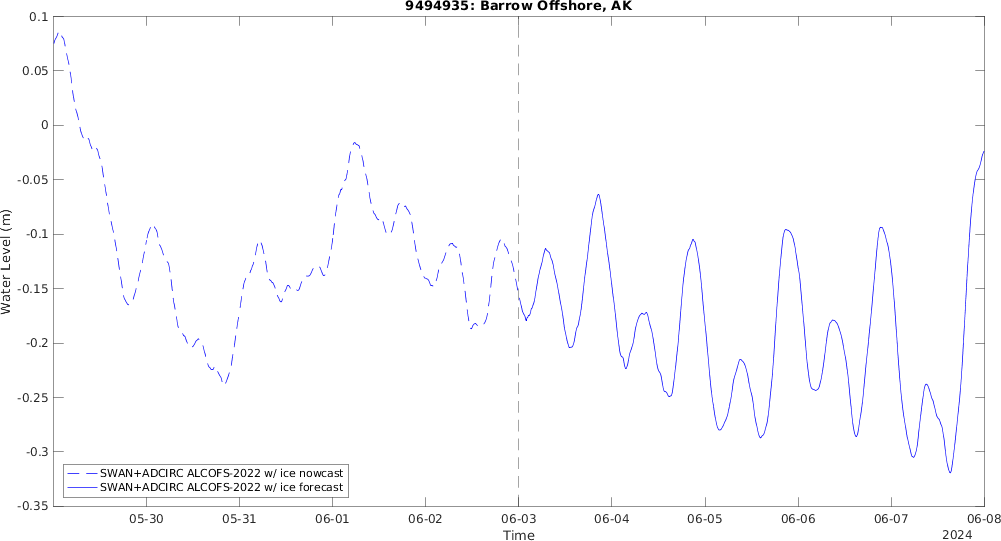 9494935: Barrow Offshore, AK
0.1
0.05
0
-0.05
-0.1
-0.15
-0.2
-0.25
-0.3
-0.35
Water Level (m)
SWAN+ADCIRC ALCOFS-2022 w/ ice nowcast
SWAN+ADCIRC ALCOFS-2022 w/ ice forecast
05-30 05-31 06-01 06-02 06-03 06-04 06-05 06-06 06-07 06-08
Time
2024